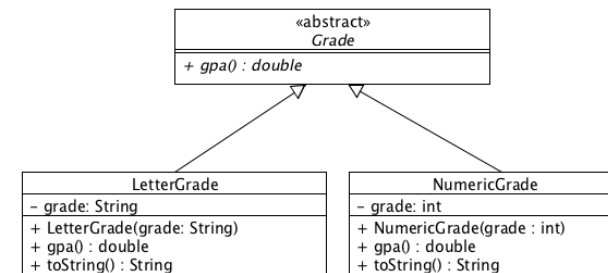 «abstract»
Grade
+ gpa() : double
LetterGrade
– grade: String
+ LetterGrade(grade: String)
+ gpa() : double
+ toString() : String
NumericGrade
– grade: int
+ NumericGrade(grade : int)
+ gpa() : double
+ toString() : String